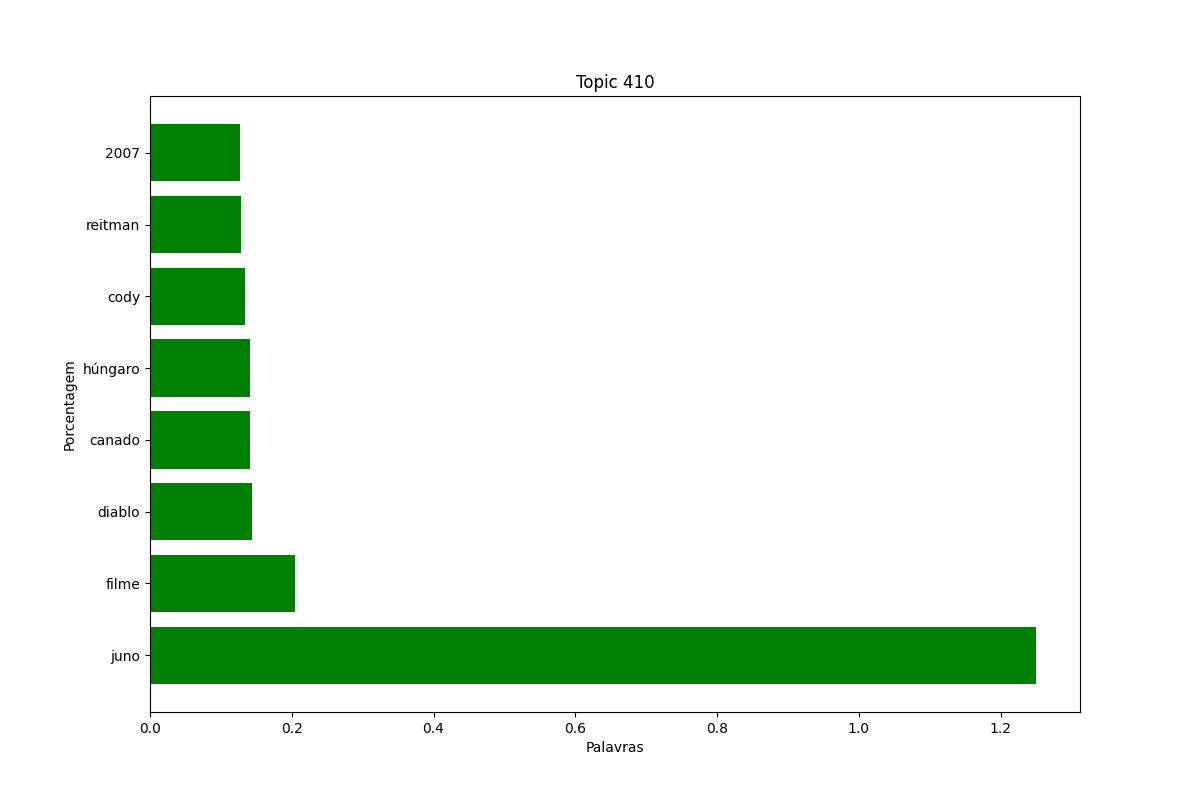 Topic 410
2007
reitman
cody
húngaro
canado
diablo
filme
juno
Porcentagem
0.0 0.2 0.4 0.6 0.8 1.0 1.2
Palavras